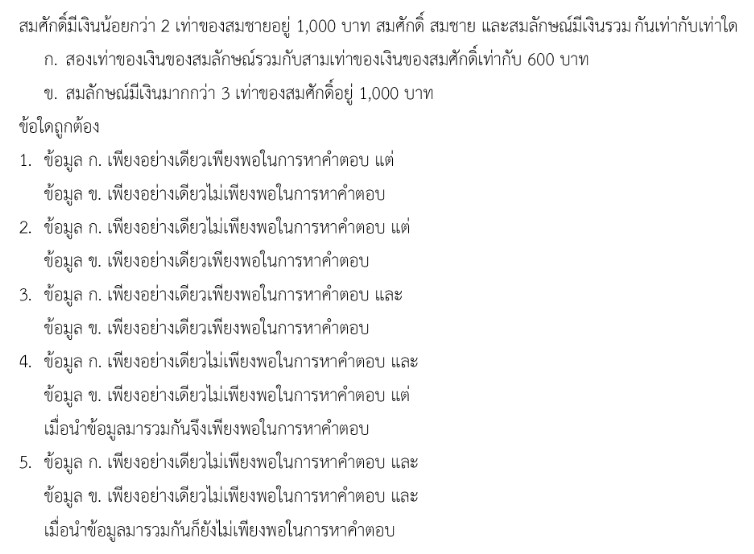 สมศักดิ์มีเงินน้อยกว่า 2 เท่าของสมชายอยู่ 1,000 บาท สมศักดิ์ สมชาย และสมลักษณ์มีเงินรวม กันเท่ากับเท่าใด
ก. สองเท่าของเงินของสมลักษณ์รวมกับสามเท่าของเงินของสมศักดิ์เท่ากับ 600 บาท
ข. สมลักษณ์มีเงินมากกว่า 3 เท่าของสมศักดิ์อยู่ 1,000 บาท
ข้อใดถูกต้อง
1. ข้อมูล ก. เพียงอย่างเดียวเพียงพอในการหาคำตอบ แต่
ข้อมูล ข. เพียงอย่างเดียวไม่เพียงพอในการหาคำตอบ
2. ข้อมูล ก. เพียงอย่างเดียวไม่เพียงพอในการหาคำตอบ แต่
ข้อมูล ข. เพียงอย่างเดียวเพียงพอในการหาคำตอบ
3. ข้อมูล ก. เพียงอย่างเดียวเพียงพอในการหาคำตอบ และ
ข้อมูล ข. เพียงอย่างเดียวเพียงพอในการหาคำตอบ
4. ข้อมูล ก. เพียงอย่างเดียวไม่เพียงพอในการหาคำตอบ และ
ข้อมูล ข. เพียงอย่างเดียวไม่เพียงพอในการหาคำตอบ แต่
เมื่อนำข้อมูลมารวมกันจึงเพียงพอในการหาคำตอบ
5. ข้อมูล ก. เพียงอย่างเดียวไม่เพียงพอในการหาคำตอบ และ
ข้อมูล ข. เพียงอย่างเดียวไม่เพียงพอในการหาคำตอบ และ
เมื่อนำข้อมูลมารวมกันก็ยังไม่เพียงพอในการหาคำตอบ